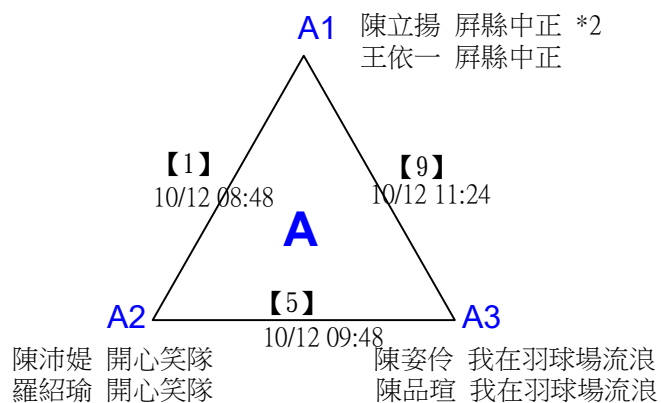 A1
陳立揚 屏縣中正 *2
王依一 屏縣中正
【1】
10/12 08:48
【9】
10/12 11:24
A
【5】
10/12 09:48
A2
A3
陳沛媞 開心笑隊
羅紹瑜 開心笑隊
陳姿伶 我在羽球場流浪
陳品瑄 我在羽球場流浪